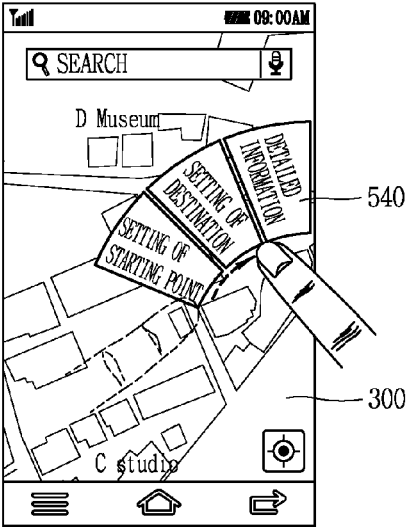 09:00AM
SEARCH
D Museum
DETAILED
INFORMATION
SETTING OF
DESTINATION
SETTING OF
STARTING POINT
540
300
C studio